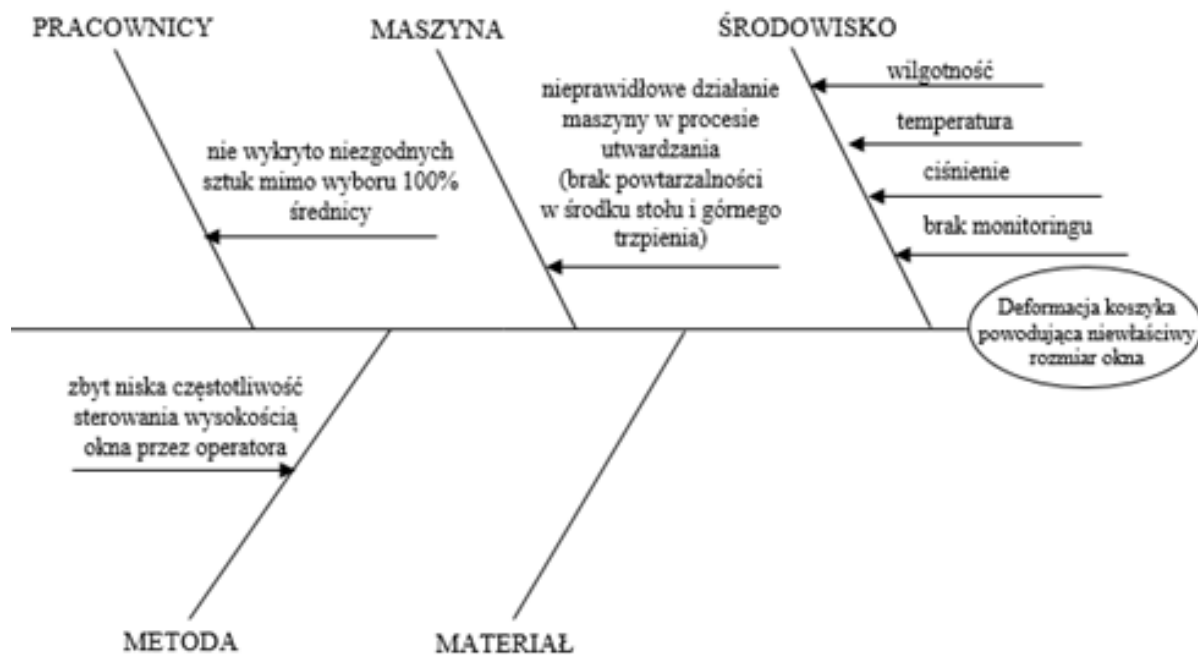 PRACOWNICY
MASZYNA
ŚRODOWISKO
nie wykryto niezgodnych
sztuk mimo wyboru 100%
średnicy
nieprawidłowe działanie
maszyny w procesie
utwardzania
(brak powtarzalności
w środku stołu i górnego
trzpienia)
wilgotność
temperatura
ciśnienie
brak monitoringu
Deformacja koszyka
powodująca niewłaściwy
rozmiar okna
zbyt niska częstotliwość
sterowania wysokością
okna przez operatora
METODA
MATERIAŁ